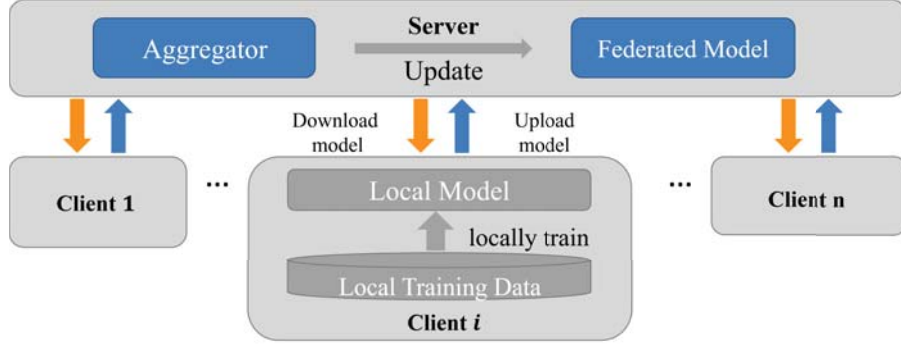 Server
Aggregator
Federated Model
Update
Download
model
Upload
model
Client 1
...
Local Model
locally train
Local Training Data
Client i
...
Client n